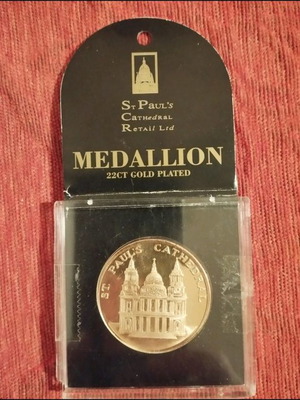 St Paul's
Cathedral
Retail Ltd
MEDALLION
22CT GOLD PLATED
ST PAUL'S CATHEDRAL